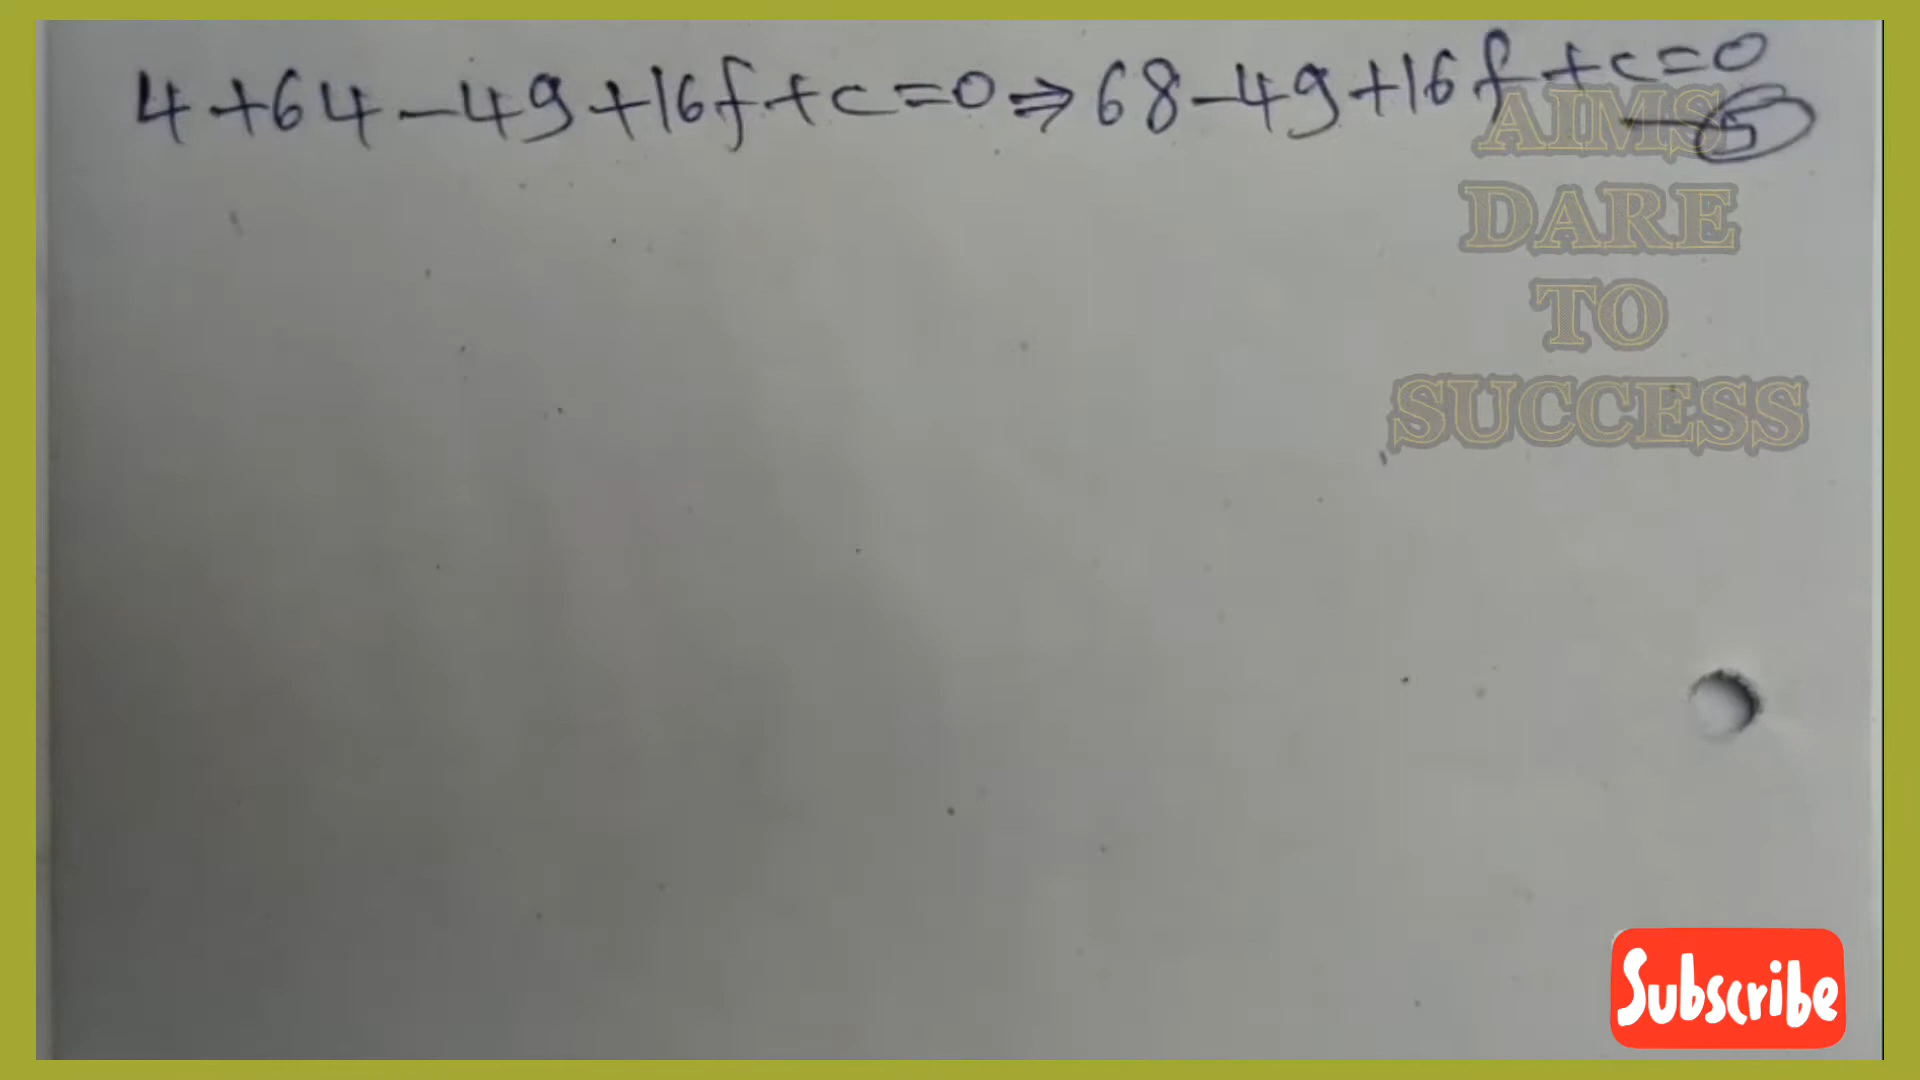 4+64-4g+16f+c=0⇒68-4g+16f+c=0
—⑤
AIMS
DARE
TO
SUCCESS
Subscribe